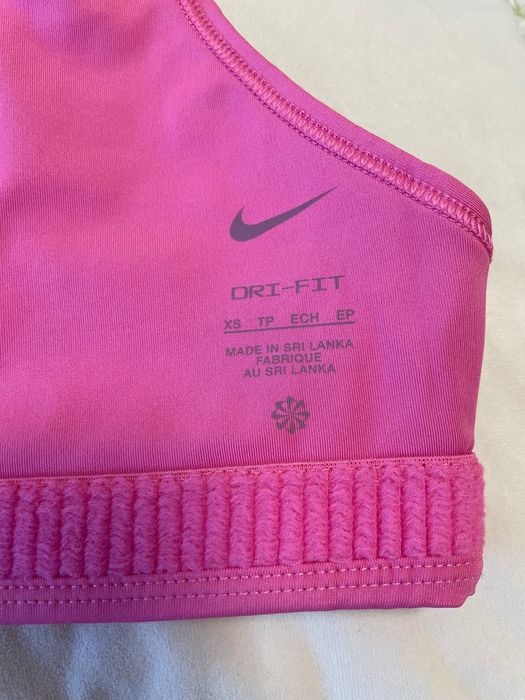 DRI-FIT
XS TP ECH EP
MADE IN SRI LANKA
FABRIQUE
AU SRI LANKA